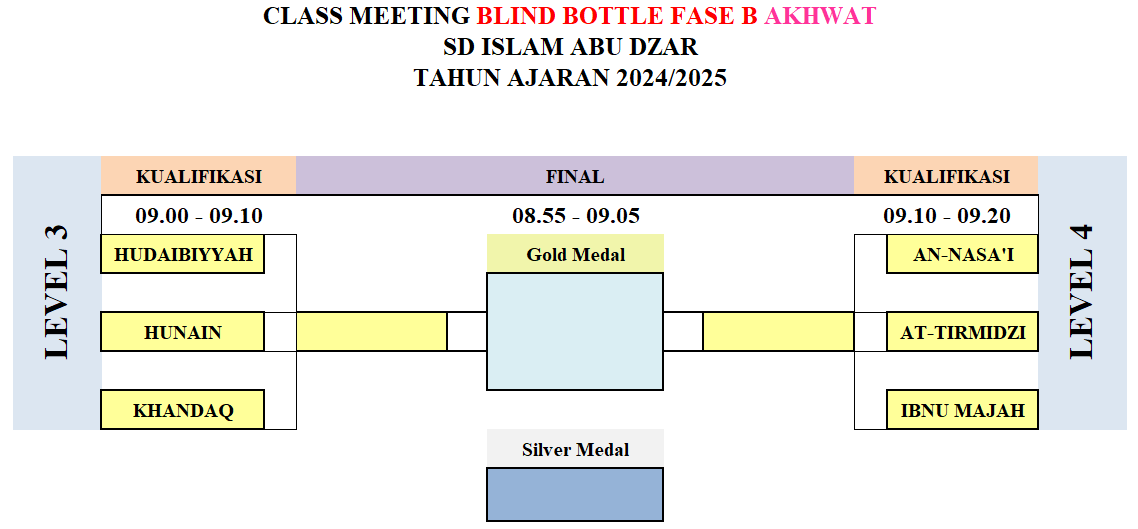 CLASS MEETING BLIND BOTTLE FASE B AKHWAT
SD ISLAM ABU DZAR
TAHUN AJARAN 2024/2025
KUALIFIKASI FINAL KUALIFIKASI
09.00 - 09.10 08.55 - 09.05 09.10 - 09.20
LEVEL 3
HUDAIBIYYAH Gold Medal AN-NASA'I
HUNAIN AT-TIRMIDZI
KHANDAQ IBNU MAJAH
LEVEL 4
Silver Medal